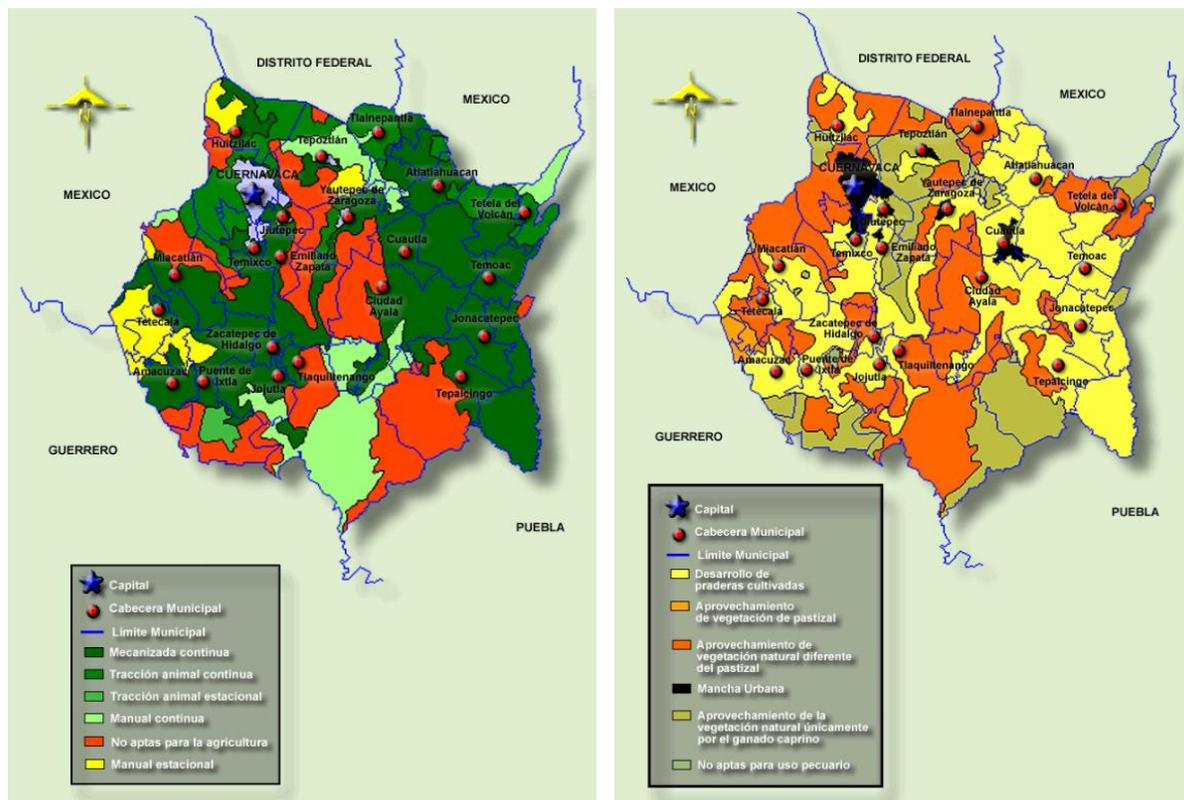 DISTRITO FEDERAL
MEXICO
N
Tlalnepantla
Huitzilac
Tepoztlán
CUERNAVACA
Atlatlahuacan
MEXICO
Yautepec de
Zaragoza
Tetela del
Volcán
Jiutepec
Cuautla
Miacatlán
Temixco
Emiliano
Zapata
Temoac
Ciudad
Ayala
Tetecala
Jonacatepec
Zacatepec de
Hidalgo
Amacuzac
Puente de
Ixtla
Jojutla
Tlaquiltenango
Tepalcingo
GUERRERO
PUEBLA
Capital
Cabecera Municipal
Límite Municipal
Mecanizada continua
Tracción animal continua
Tracción animal estacional
Manual continua
No aptas para la agricultura
Manual estacional
DISTRITO FEDERAL
MEXICO
N
Tlalnepantla
Huitzilac
Tepoztlán
CUERNAVACA
Atlatlahuacan
MEXICO
Yautepec de
Zaragoza
Tetela del
Volcán
Jiutepec
Cuautla
Miacatlán
Temixco
Emiliano
Zapata
Temoac
Ciudad
Ayala
Tetecala
Jonacatepec
Zacatepec de
Hidalgo
Amacuzac
Puente de
Ixtla
Jojutla
Tlaquiltenango
Tepalcingo
GUERRERO
PUEBLA
Capital
Cabecera Municipal
Límite Municipal
Desarrollo de
praderas cultivadas
Aprovechamiento
de vegetación de pastizal
Aprovechamiento de
vegetación natural diferente
del pastizal
Mancha Urbana
Aprovechamiento de la
vegetación natural únicamente
por el ganado caprino
No aptas para uso pecuario